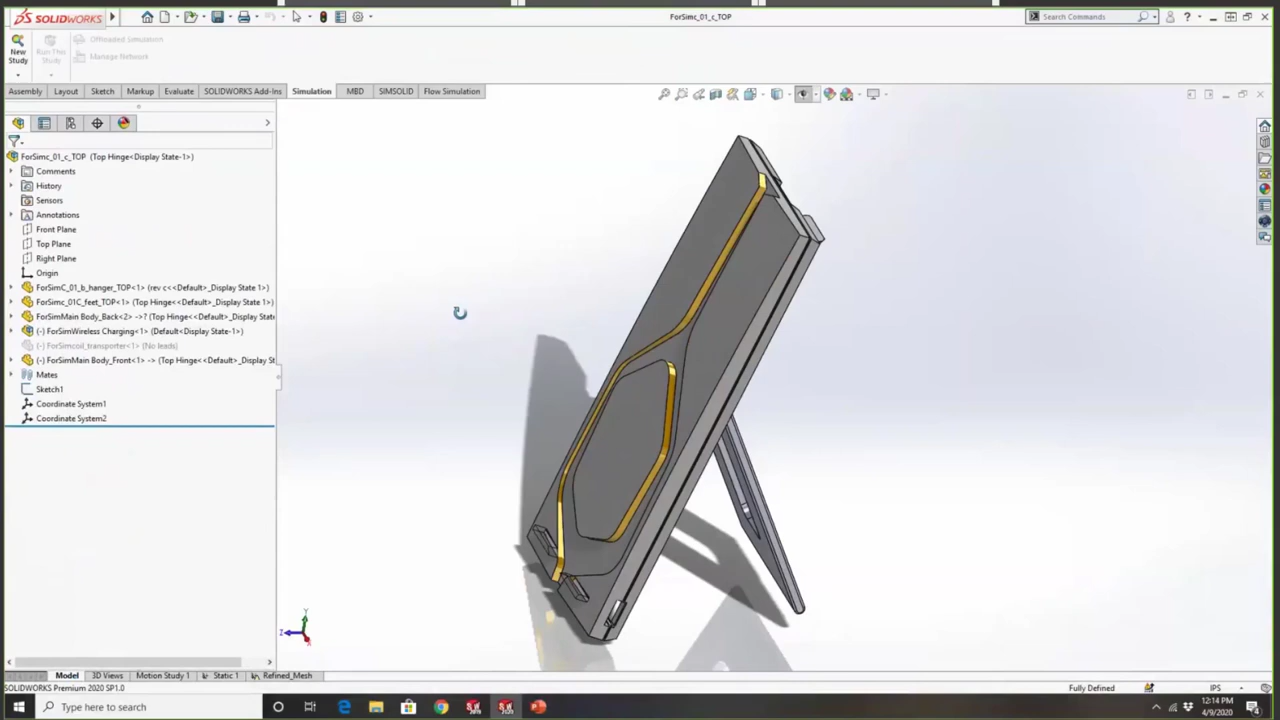 SOLIDWORKS
ForSimc_01_c_TOP
Search Commands
New Study
Run This Study
Offloaded Simulation
Manage Network
Assembly
Layout
Sketch
Markup
Evaluate
SOLIDWORKS Add-Ins
Simulation
MBD
SIMSOLID
Flow Simulation
ForSimc_01_c_TOP (Top Hinge<Display State-1>)
Comments
History
Sensors
Annotations
Front Plane
Top Plane
Right Plane
Origin
ForSimC_01_b_hanger_TOP<1> (rev c<<Default>_Display State 1>)
ForSimc_01C_feet_TOP<1> (Top Hinge<<Default>_Display State 1>)
ForSimMain Body_Back<2> ->? (Top Hinge<<Default>_Display State
(-) ForSimWireless Charging<1> (Default<Display State-1>)
(-) ForSimcoil_transporter<1> (No leads)
(-) ForSimMain Body_Front<1> -> (Top Hinge<<Default>_Display St
Mates
Sketch1
Coordinate System1
Coordinate System2
Y
Z
X
Model
3D Views
Motion Study 1
Static 1
Refined_Mesh
SOLIDWORKS Premium 2020 SP1.0
Fully Defined
IPS
Type here to search
12:14 PM
4/9/2020